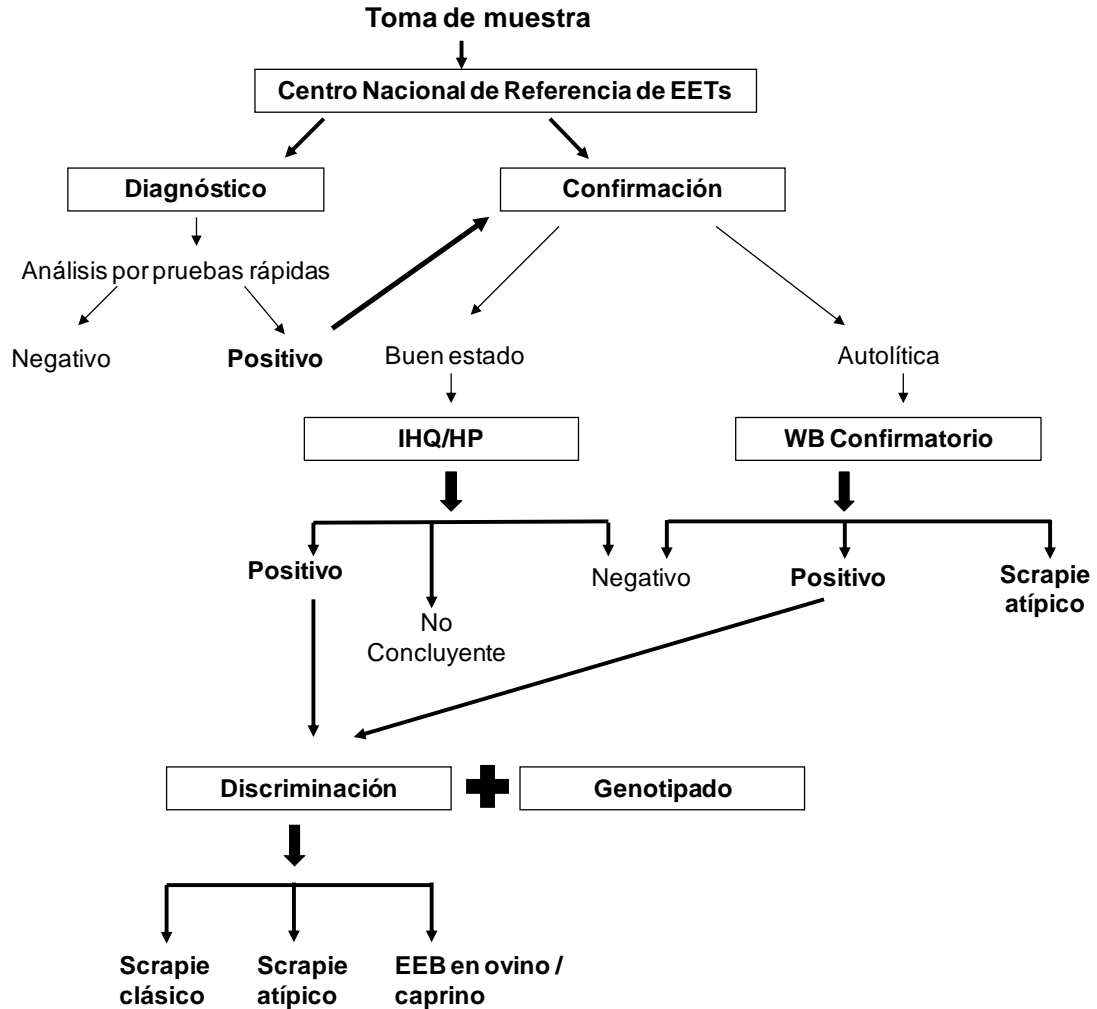 Toma de muestra
Centro Nacional de Referencia de EETs
Diagnóstico
Confirmación
Análisis por pruebas rápidas
Negativo
Positivo
Buen estado
Autolítica
IHQ/HP
WB Confirmatorio
Positivo
No
Concluyente
Negativo
Positivo
Scrapie
atípico
Discriminación
Genotipado
Scrapie
clásico
Scrapie
atípico
EEB en ovino /
caprino